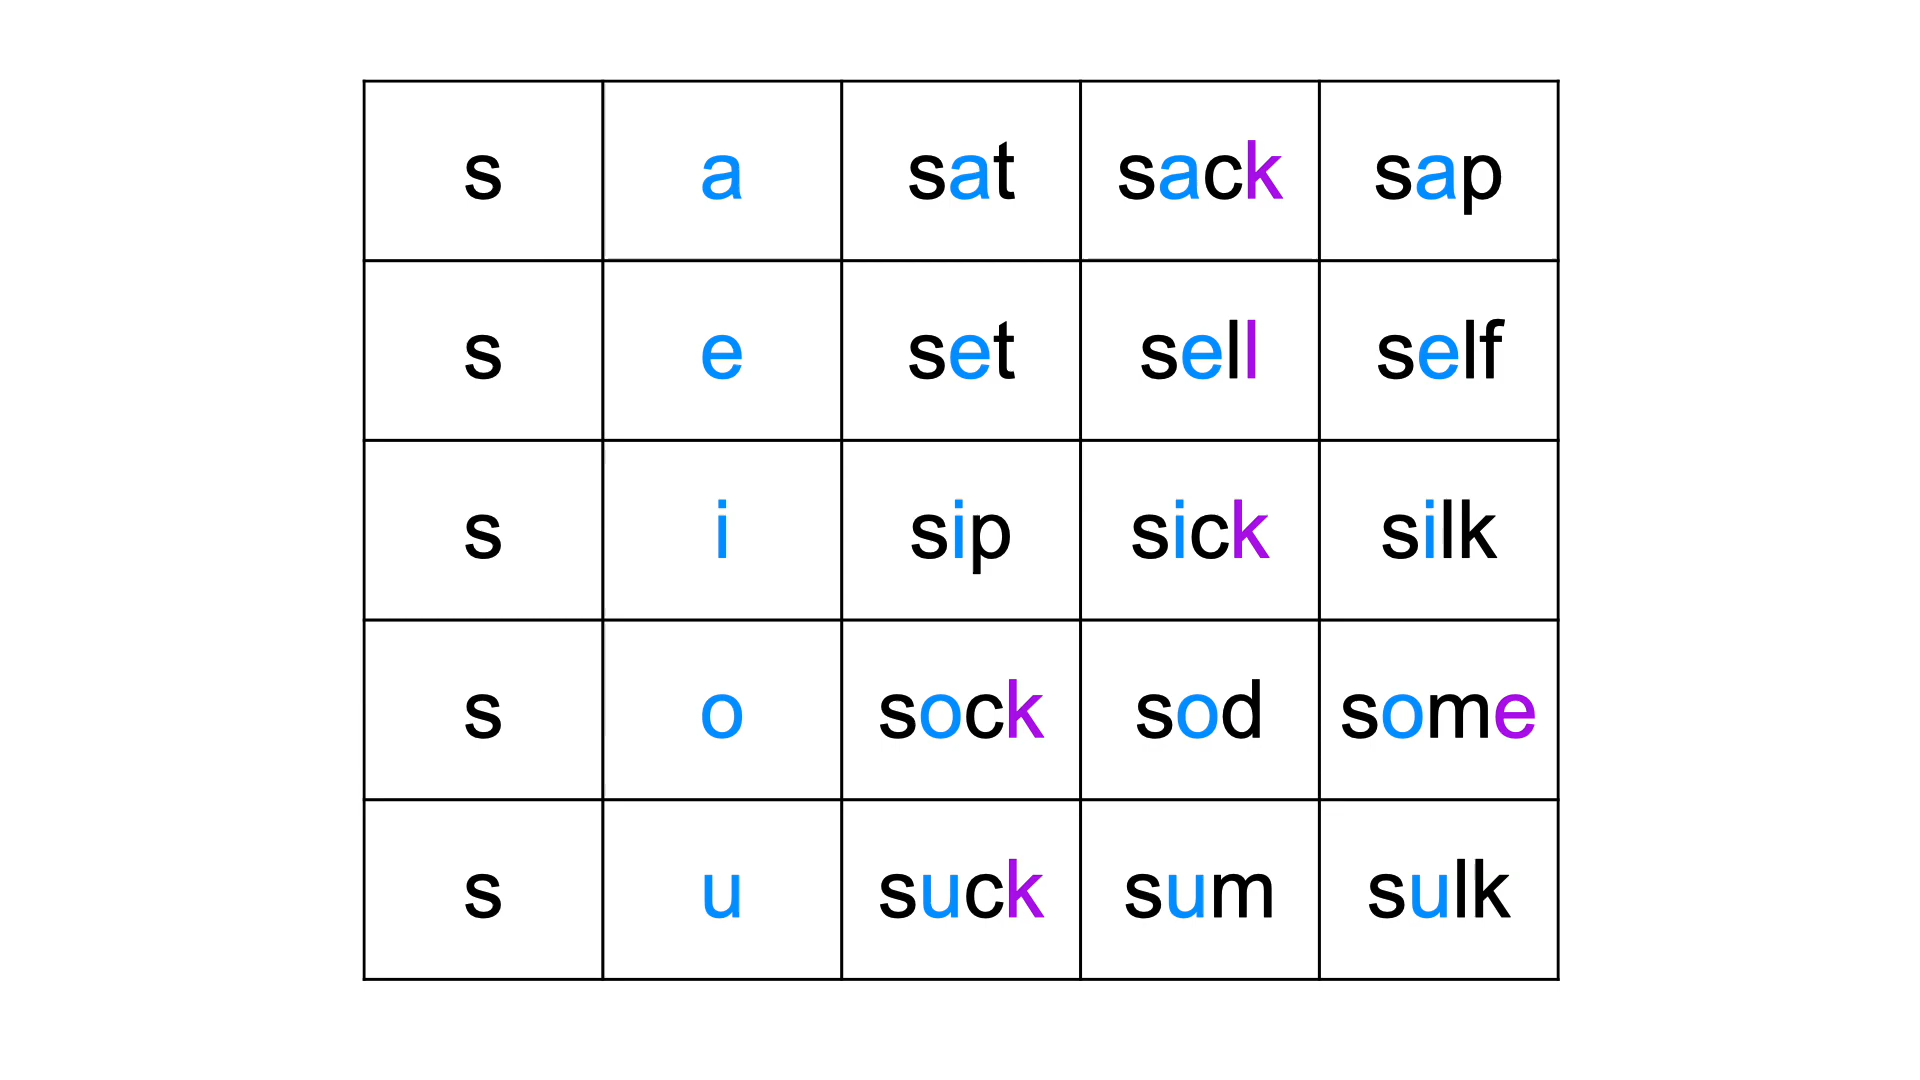 s a sat sack sap
s e set sell self
s i sip sick silk
s o sock sod some
s u suck sum sulk